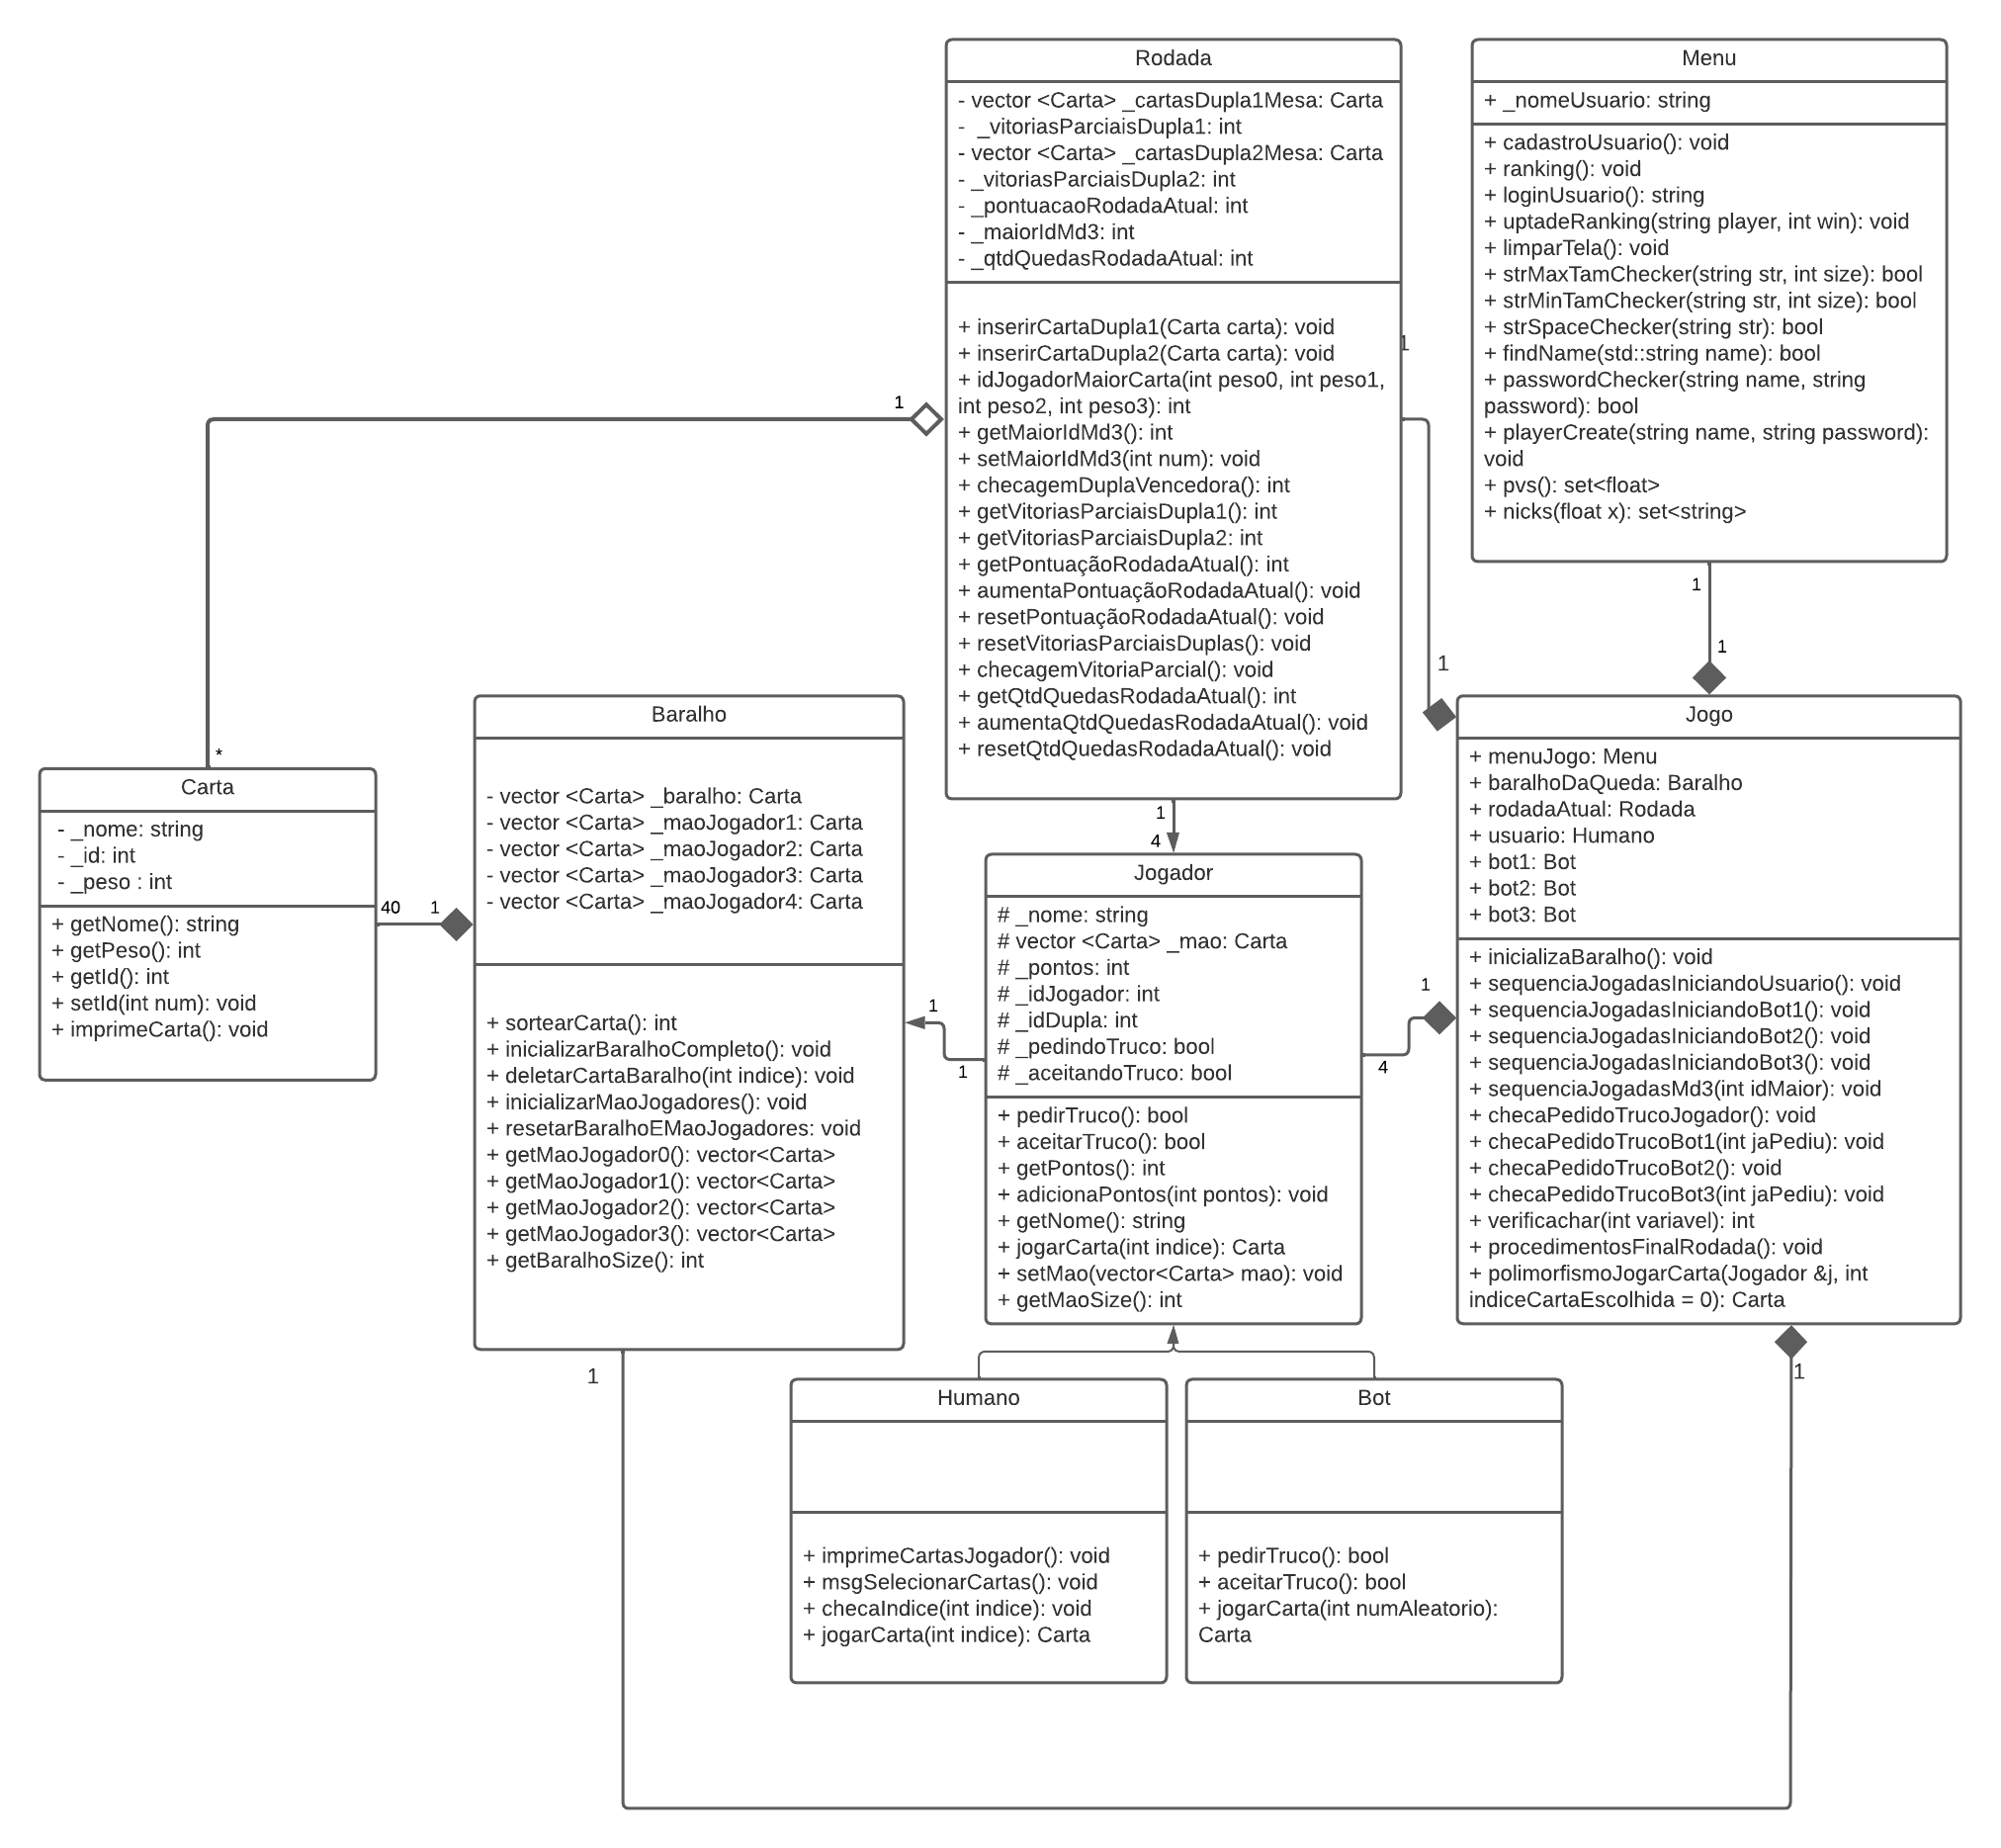 Rodada
- vector <Carta> _cartasDupla1Mesa: Carta
-  _vitoriasParciaisDupla1: int
- vector <Carta> _cartasDupla2Mesa: Carta
- _vitoriasParciaisDupla2: int
- _pontuacaoRodadaAtual: int
- _maiorIdMd3: int
- _qtdQuedasRodadaAtual: int
+ inserirCartaDupla1(Carta carta): void
+ inserirCartaDupla2(Carta carta): void
+ idJogadorMaiorCarta(int peso0, int peso1,
int peso2, int peso3): int
+ getMaiorIdMd3(): int
+ setMaiorIdMd3(int num): void
+ checagemDuplaVencedora(): int
+ getVitoriasParciaisDupla1(): int
+ getVitoriasParciaisDupla2: int
+ getPontuaçãoRodadaAtual(): int
+ aumentaPontuaçãoRodadaAtual(): void
+ resetPontuaçãoRodadaAtual(): void
+ resetVitoriasParciaisDuplas(): void
+ checagemVitoriaParcial(): void
+ getQtdQuedasRodadaAtual(): int
+ aumentaQtdQuedasRodadaAtual(): void
+ resetQtdQuedasRodadaAtual(): void
Menu
+ _nomeUsuario: string
+ cadastroUsuario(): void
+ ranking(): void
+ loginUsuario(): string
+ uptadeRanking(string player, int win): void
+ limparTela(): void
+ strMaxTamChecker(string str, int size): bool
+ strMinTamChecker(string str, int size): bool
+ strSpaceChecker(string str): bool
+ findName(std::string name): bool
+ passwordChecker(string name, string
password): bool
+ playerCreate(string name, string password):
void
+ pvs(): set<float>
+ nicks(float x): set<string>
1
1
1
1
1
*
Carta
- _nome: string
- _id: int
- _peso : int
+ getNome(): string
+ getPeso(): int
+ getId(): int
+ setId(int num): void
+ imprimeCarta(): void
40
1
Baralho
- vector <Carta> _baralho: Carta
- vector <Carta> _maoJogador1: Carta
- vector <Carta> _maoJogador2: Carta
- vector <Carta> _maoJogador3: Carta
- vector <Carta> _maoJogador4: Carta
+ sortearCarta(): int
+ inicializarBaralhoCompleto(): void
+ deletarCartaBaralho(int indice): void
+ inicializarMaoJogadores(): void
+ resetarBaralhoEMaoJogadores: void
+ getMaoJogador0(): vector<Carta>
+ getMaoJogador1(): vector<Carta>
+ getMaoJogador2(): vector<Carta>
+ getMaoJogador3(): vector<Carta>
+ getBaralhoSize(): int
1
4
1
1
Jogador
# _nome: string
# vector <Carta> _mao: Carta
# _pontos: int
# _idJogador: int
# _idDupla: int
# _pedindoTruco: bool
# _aceitandoTruco: bool
+ pedirTruco(): bool
+ aceitarTruco(): bool
+ getPontos(): int
+ adicionaPontos(int pontos): void
+ getNome(): string
+ jogarCarta(int indice): Carta
+ setMao(vector<Carta> mao): void
+ getMaoSize(): int
1
4
Jogo
+ menuJogo: Menu
+ baralhoDaQueda: Baralho
+ rodadaAtual: Rodada
+ usuario: Humano
+ bot1: Bot
+ bot2: Bot
+ bot3: Bot
+ inicializaBaralho(): void
+ sequenciaJogadasIniciandoUsuario(): void
+ sequenciaJogadasIniciandoBot1(): void
+ sequenciaJogadasIniciandoBot2(): void
+ sequenciaJogadasIniciandoBot3(): void
+ sequenciaJogadasMd3(int idMaior): void
+ checaPedidoTrucoJogador(): void
+ checaPedidoTrucoBot1(int jaPediu): void
+ checaPedidoTrucoBot2(): void
+ checaPedidoTrucoBot3(int jaPediu): void
+ verificachar(int variavel): int
+ procedimentosFinalRodada(): void
+ polimorfismoJogarCarta(Jogador &j, int
indiceCartaEscolhida = 0): Carta
1
1
Humano
+ imprimeCartasJogador(): void
+ msgSelecionarCartas(): void
+ checaIndice(int indice): void
+ jogarCarta(int indice): Carta
Bot
+ pedirTruco(): bool
+ aceitarTruco(): bool
+ jogarCarta(int numAleatorio):
Carta